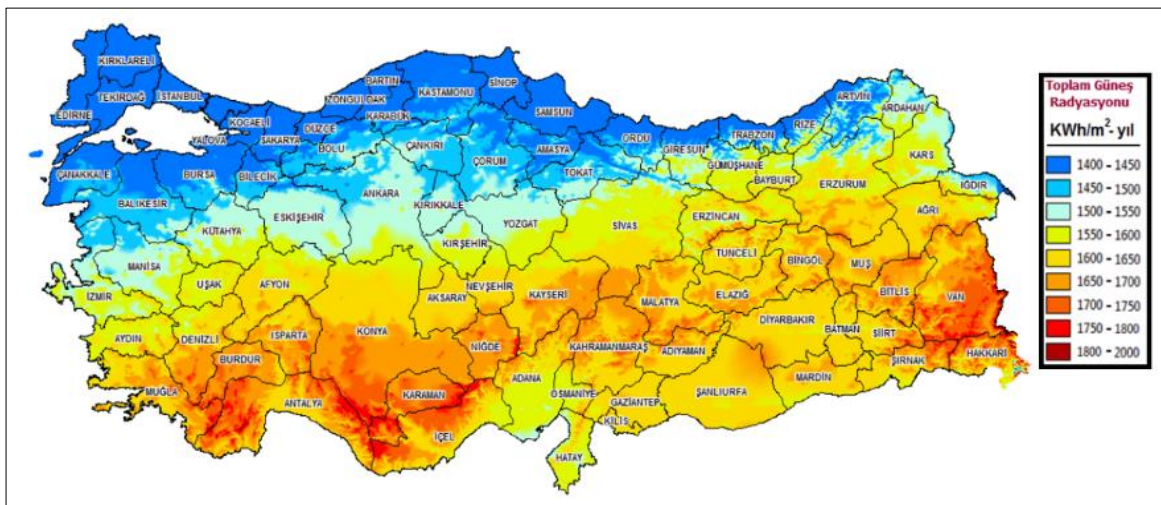 KIRKLARELİ
EDİRNE
TEKİRDAĞ
İSTANBUL
KOCAELİ
YALOVA
SAKARYA
DÜZCE
ZONGULDAK
BARTIN
KARABÜK
KASTAMONU
SİNOP
SAMSUN
ORDU
GİRESUN
TRABZON
RİZE
ARTVİN
ARDAHAN
ÇANAKKALE
BALIKESİR
BURSA
BİLECİK
BOLU
ÇANKIRI
ÇORUM
AMASYA
TOKAT
GÜMÜŞHANE
BAYBURT
ERZURUM
KARS
IĞDIR
KÜTAHYA
ESKİŞEHİR
ANKARA
KIRIKKALE
YOZGAT
SİVAS
ERZİNCAN
AĞRI
MANİSA
UŞAK
AFYON
KIRŞEHİR
TUNCELİ
BİNGÖL
MUŞ
İZMİR
NEVŞEHİR
AKSARAY
KAYSERİ
MALATYA
ELAZIĞ
BİTLİS
VAN
AYDIN
DENİZLİ
ISPARTA
KONYA
NİĞDE
KAHRAMANMARAŞ
ADIYAMAN
DİYARBAKIR
BATMAN
SİİRT
ŞIRNAK
HAKKARİ
BURDUR
MUĞLA
ANTALYA
KARAMAN
ADANA
OSMANİYE
GAZİANTEP
ŞANLIURFA
MARDİN
İÇEL
KİLİS
HATAY
Toplam Güneş
Radyasyonu
KWh/m²- yıl
1400 - 1450
1450 - 1500
1500 - 1550
1550 - 1600
1600 - 1650
1650 - 1700
1700 - 1750
1750 - 1800
1800 - 2000